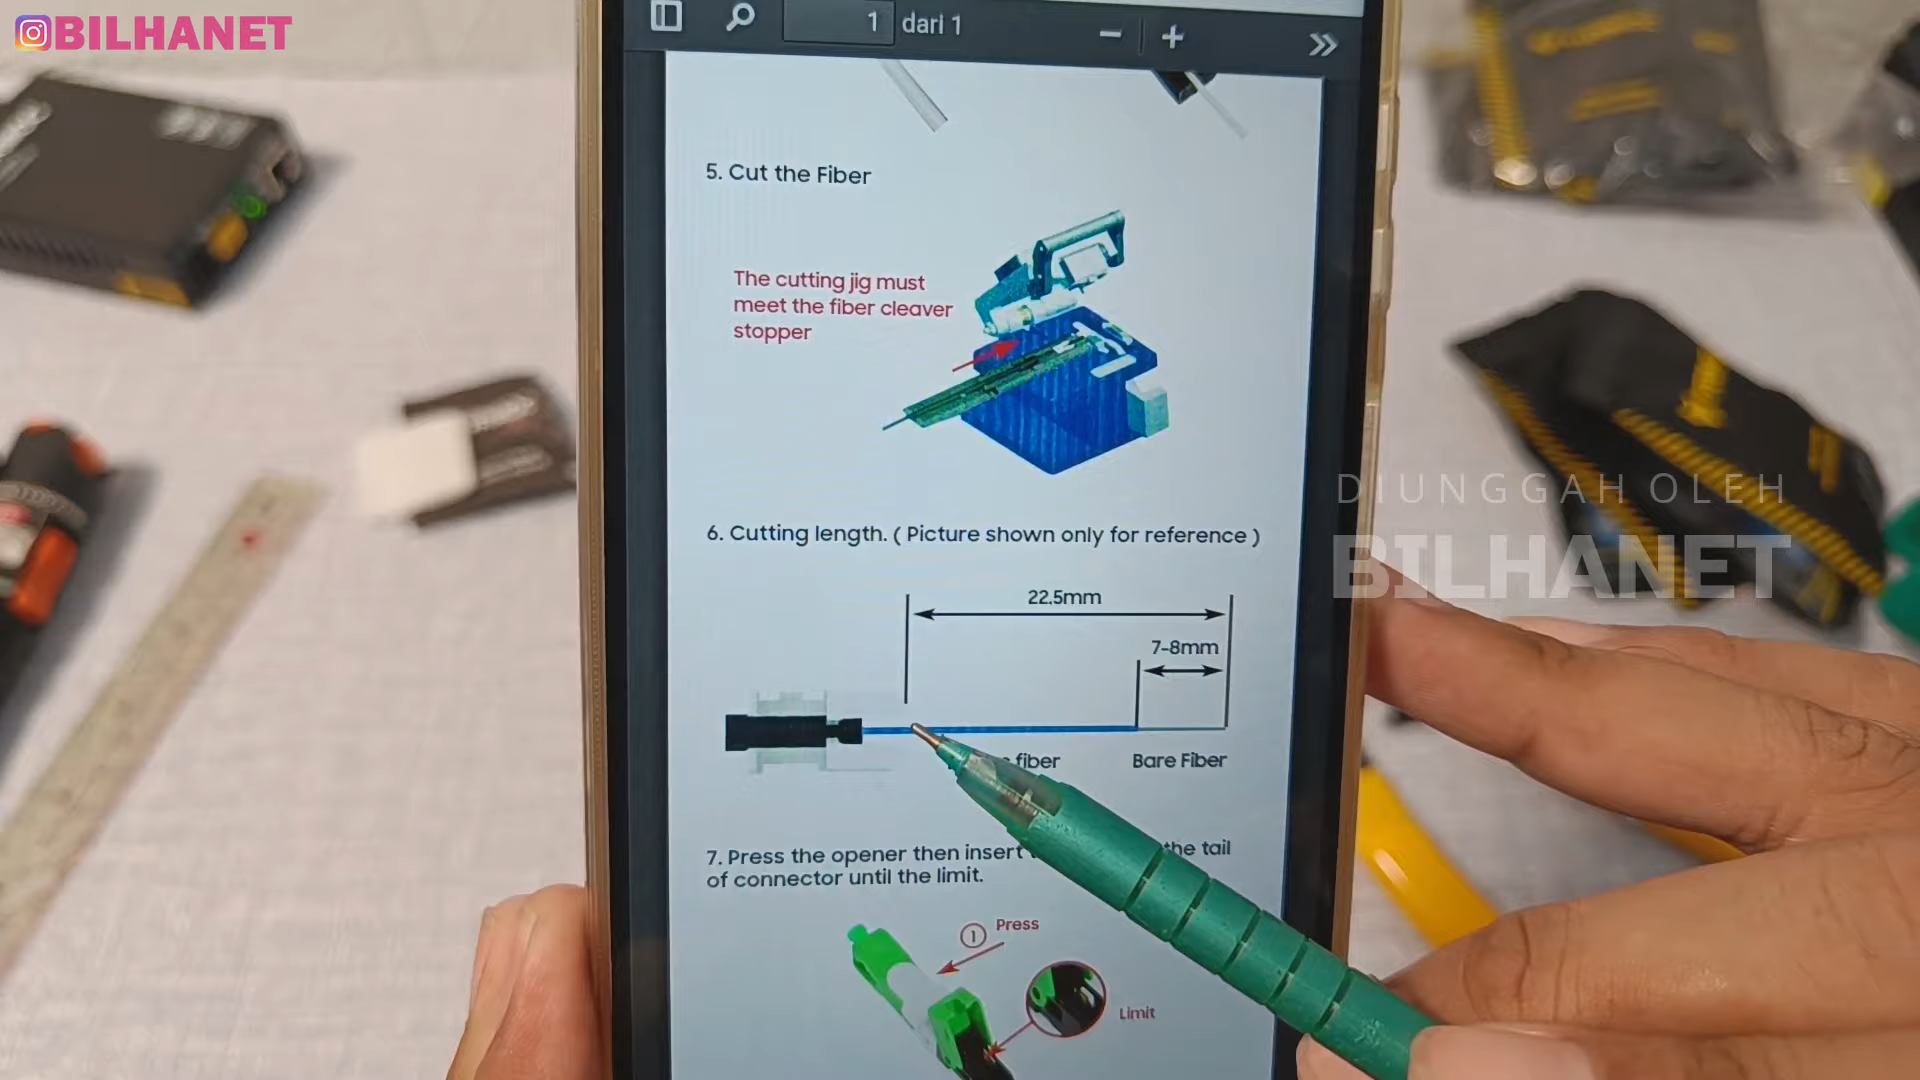 BILHANET
1 dari 1
5. Cut the Fiber
The cutting jig must
meet the fiber cleaver
stopper
6. Cutting length. ( Picture shown only for reference )
22.5mm
7-8mm
fiber
Bare Fiber
7. Press the opener then insert the tail
of connector until the limit.
1 Press
Limit
DIUNGGAH OLEH
BILHANET